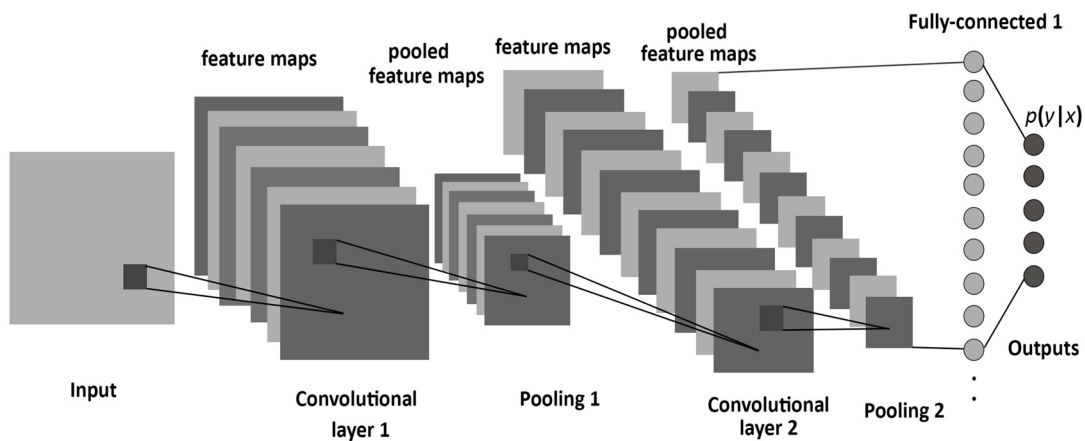 Fully-connected 1
feature maps
pooled
feature maps
feature maps
pooled
feature maps
p(y|x)
Input
Convolutional
layer 1
Pooling 1
Convolutional
layer 2
Pooling 2
Outputs